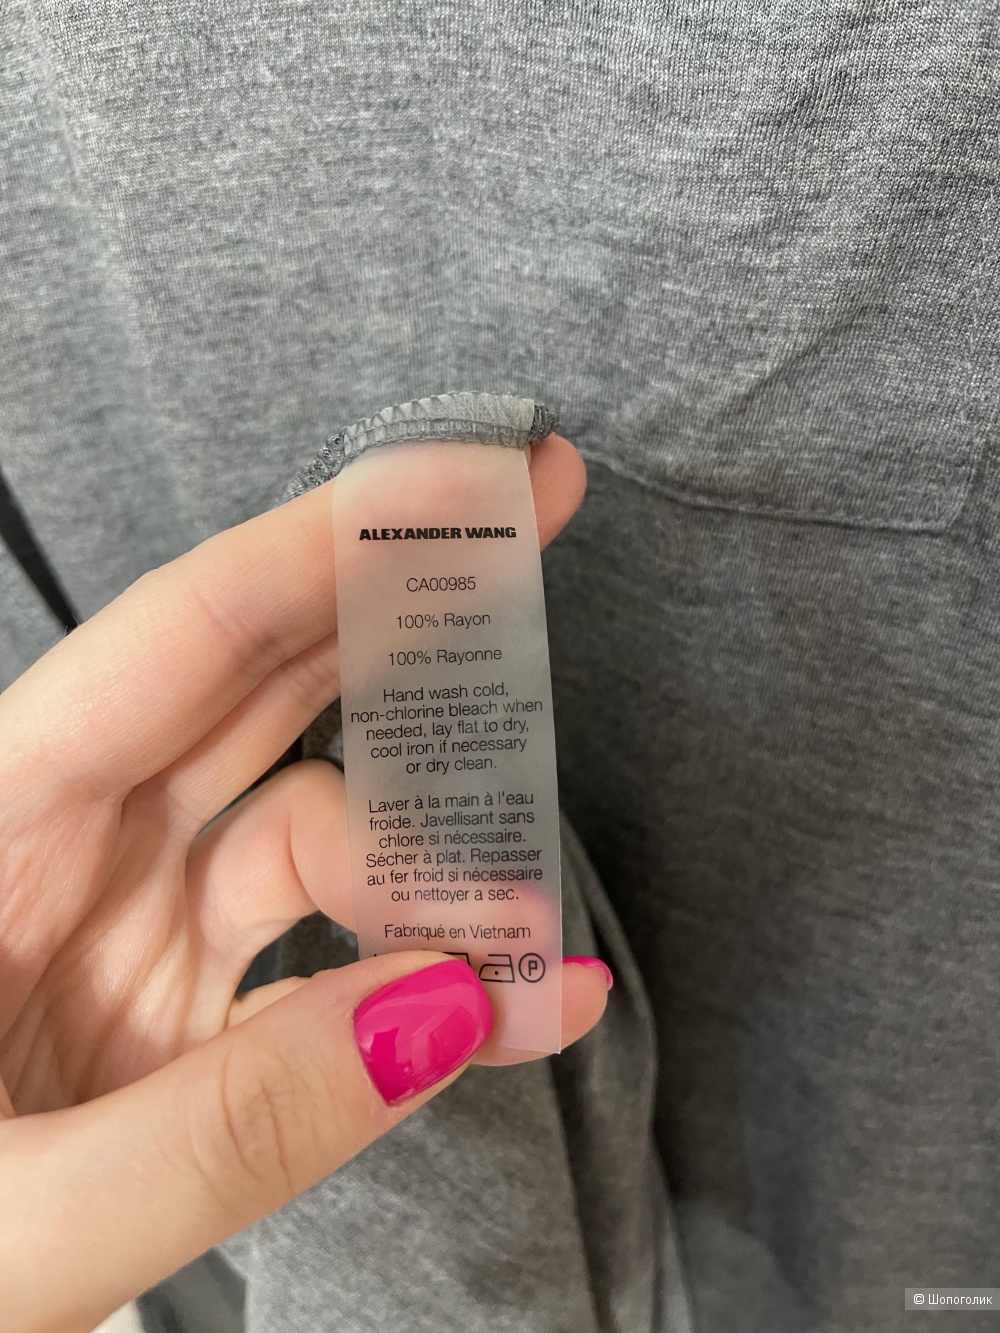 ALEXANDER WANG
CA00985
100% Rayon
100% Rayonne
Hand wash cold,
non-chlorine bleach when
needed, lay flat to dry,
cool iron if necessary
or dry clean.
Laver à la main à l'eau
froide. Javellisant sans
chlore si nécessaire.
Sécher à plat. Repasser
au fer froid si nécessaire
ou nettoyer a sec.
Fabriqué en Vietnam
P
© Шопоголик